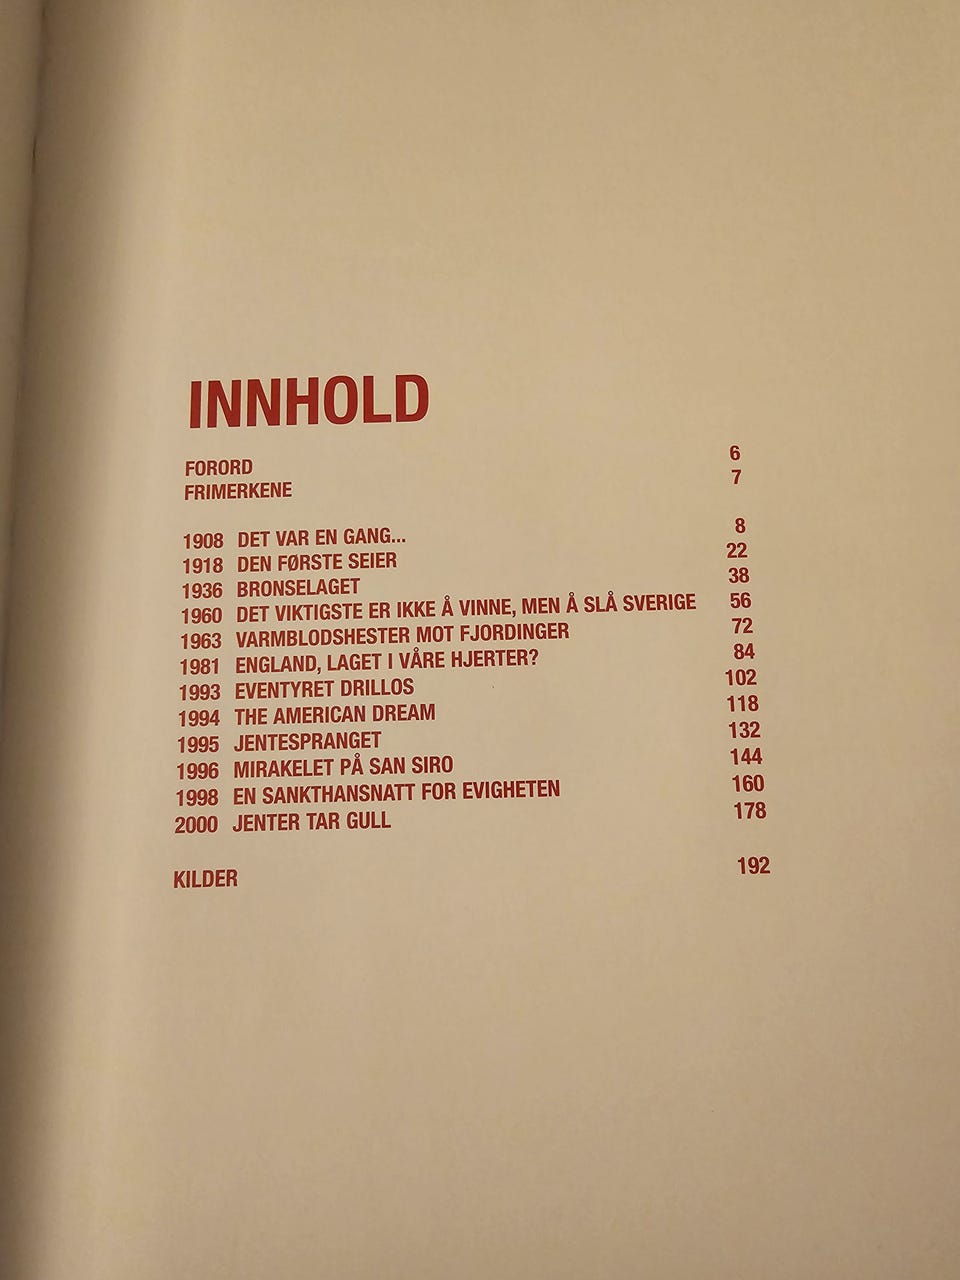 INNHOLD
FORORD 6
FRIMERKENE 7
1908 DET VAR EN GANG... 8
1918 DEN FØRSTE SEIER 22
1936 BRONSELAGET 38
1960 DET VIKTIGSTE ER IKKE Å VINNE, MEN Å SLÅ SVERIGE 56
1963 VARMBLODSHESTER MOT FJORDINGER 72
1981 ENGLAND, LAGET I VÅRE HJERTER? 84
1993 EVENTYRET DRILLOS 102
1994 THE AMERICAN DREAM 118
1995 JENTESPRANGET 132
1996 MIRAKELET PÅ SAN SIRO 144
1998 EN SANKTHANSNATT FOR EVIGHETEN 160
2000 JENTER TAR GULL 178
KILDER 192